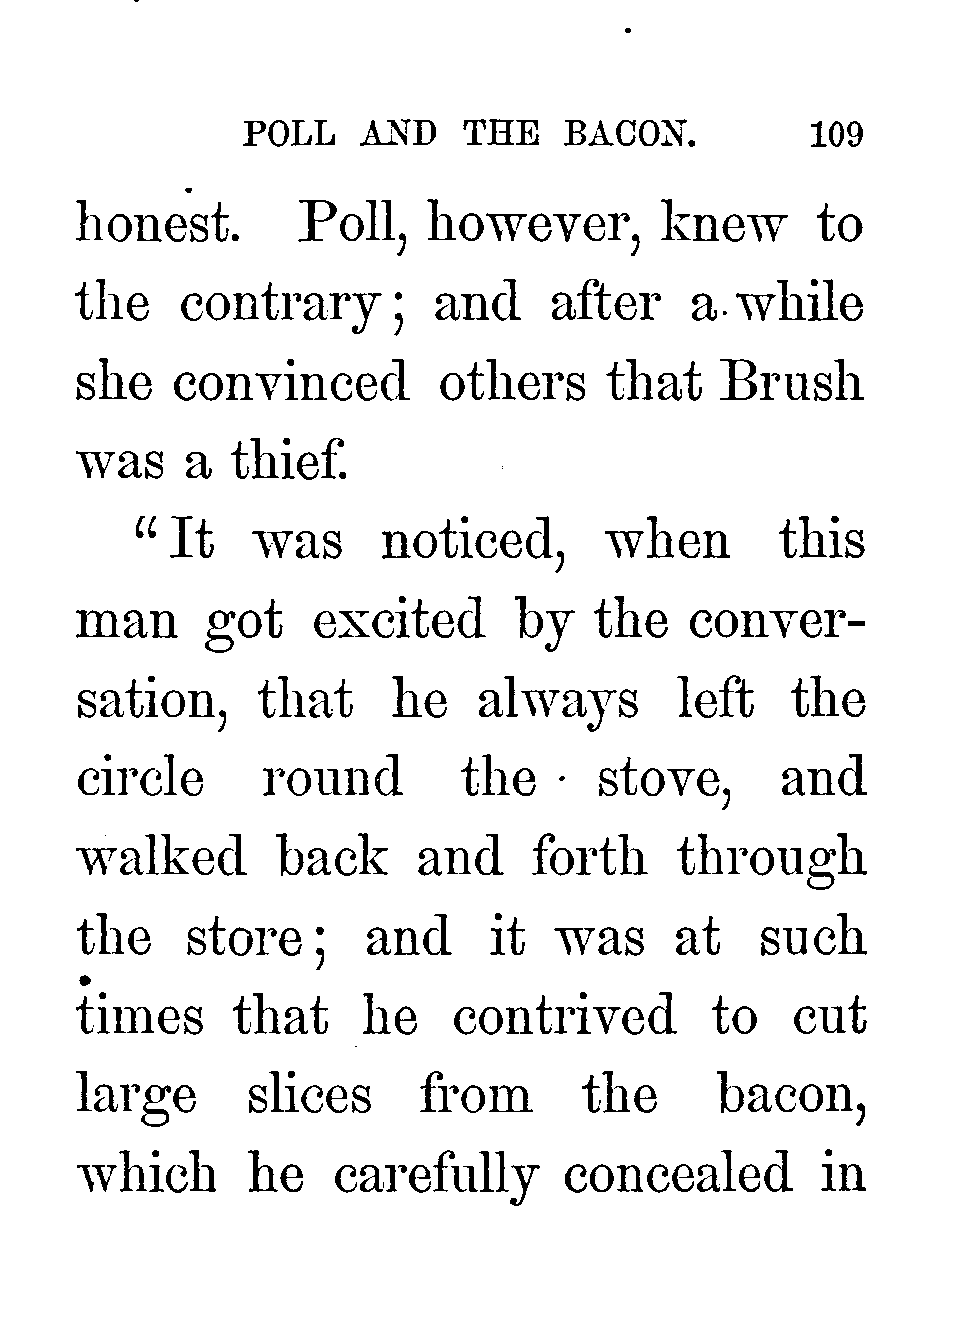 POLL AND THE BACON. 109
honest. Poll, however, knew to
the contrary; and after a while
she convinced others that Brush
was a thief.
"It was noticed, when this
man got excited by the conver-
sation, that he always left the
circle round the stove, and
walked back and forth through
the store; and it was at such
times that he contrived to cut
large slices from the bacon,
which he carefully concealed in